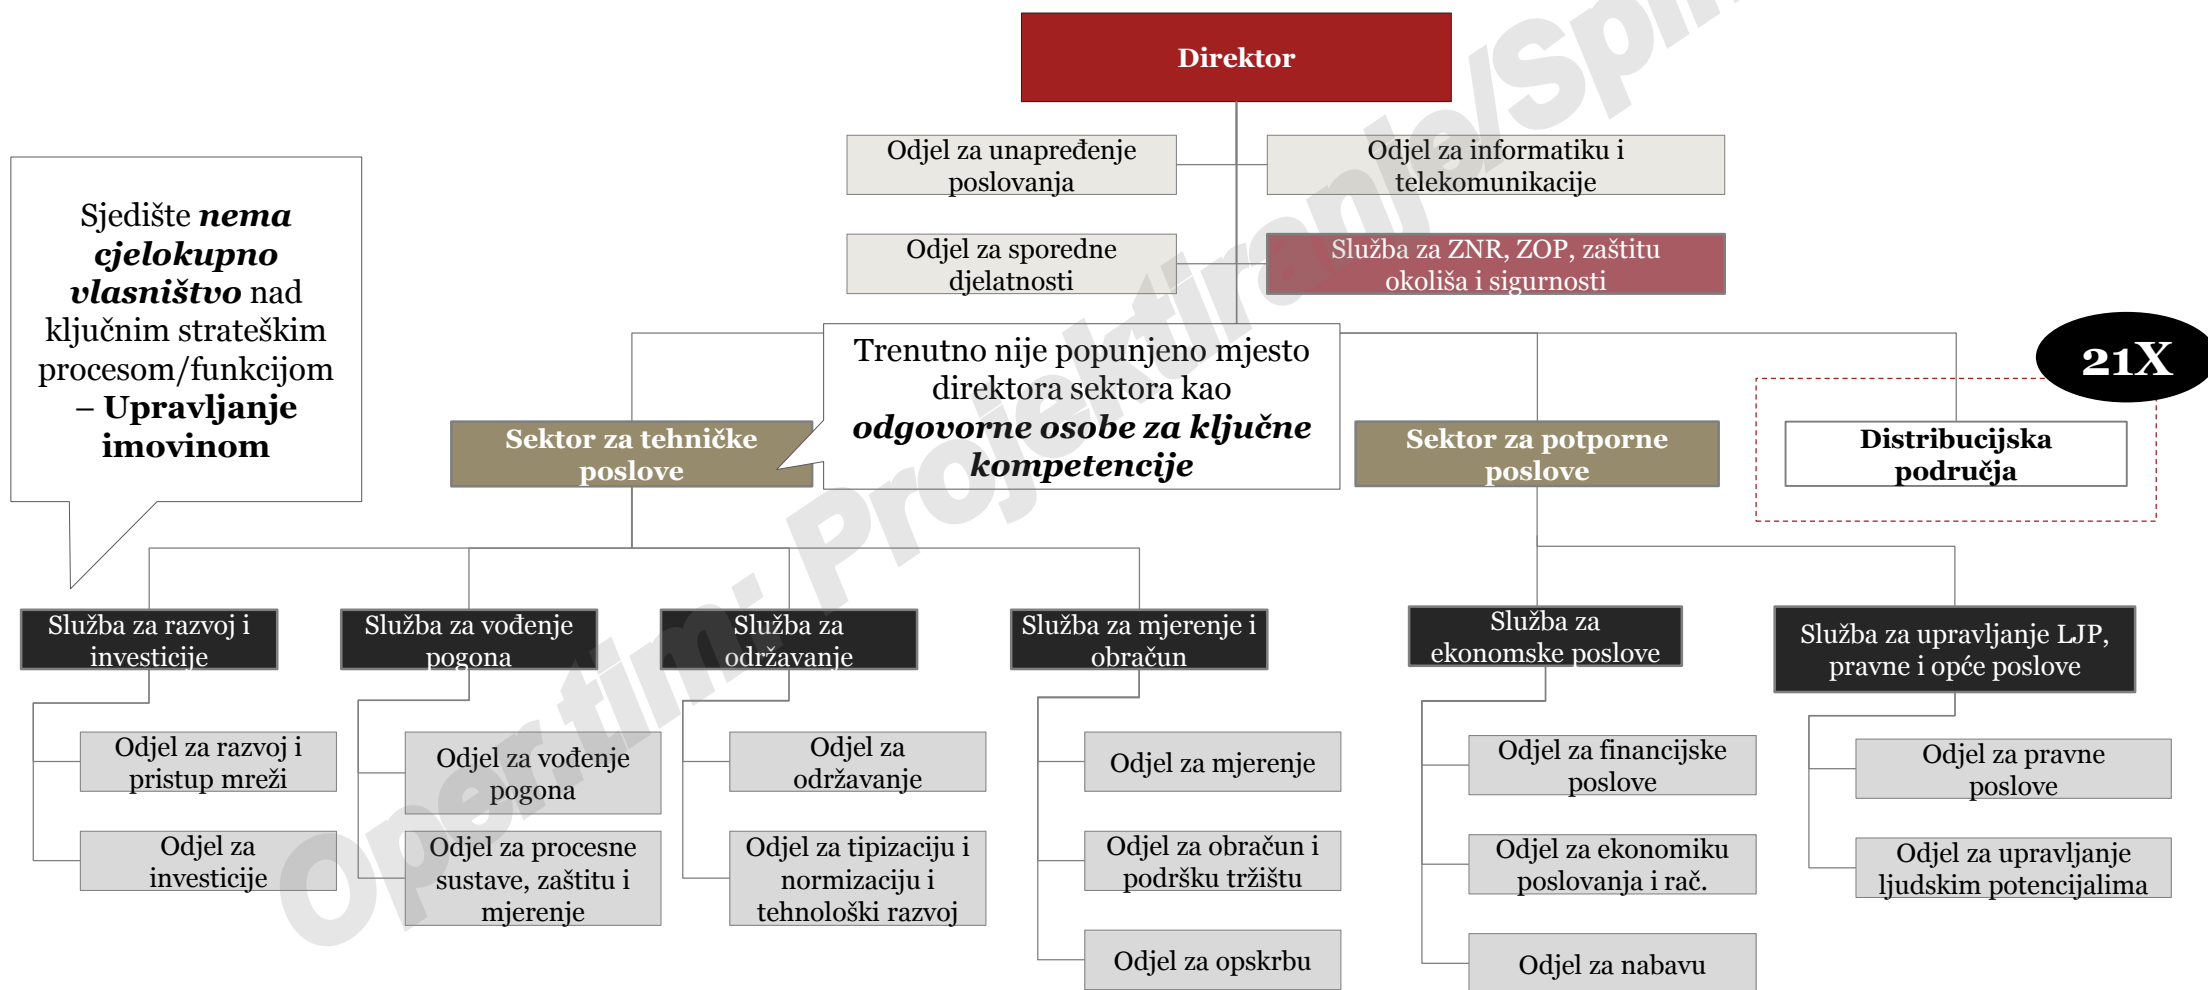 Direktor
Odjel za unapređenje
poslovanja
Odjel za informatiku i
telekomunikacije
Odjel za sporedne
djelatnosti
Služba za ZNR, ZOP, zaštitu
okoliša i sigurnosti
Sjedište nema
cjelokupno
vlasništvo nad
ključnim strateškim
procesom/funkcijom
– Upravljanje
imovinom
Trenutno nije popunjeno mjesto
direktora sektora kao
odgovorne osobe za ključne
kompetencije
21X
Sektor za tehničke
poslove
Sektor za potporne
poslove
Distribucijska
područja
Služba za razvoj i
investicije
Služba za vođenje
pogona
Služba za
održavanje
Služba za mjerenje i
obračun
Služba za
ekonomske poslove
Služba za upravljanje LJP,
pravne i opće poslove
Odjel za razvoj i
pristup mreži
Odjel za
investicije
Odjel za vođenje
pogona
Odjel za procesne
sustave, zaštitu i
mjerenje
Odjel za
održavanje
Odjel za tipizaciju i
normizaciju i
tehnološki razvoj
Odjel za mjerenje
Odjel za obračun i
podršku tržištu
Odjel za opskrbu
Odjel za financijske
poslove
Odjel za ekonomiku
poslovanja i rač.
Odjel za nabavu
Odjel za pravne
poslove
Odjel za upravljanje
ljudskim potencijalima
Oper.tim: Projektiranje/